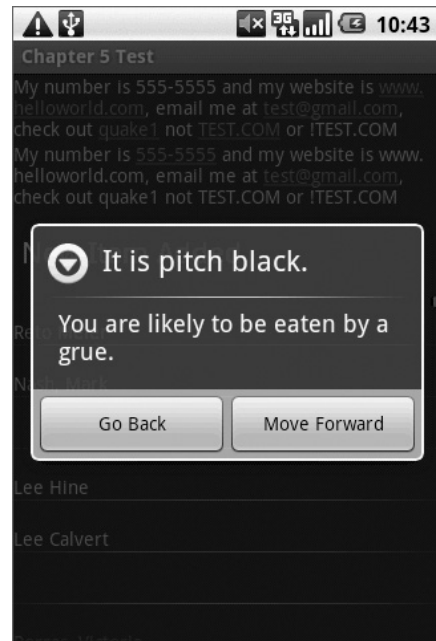 3G
10:43
Chapter 5 Test
My number is 555-5555 and my website is www.
helloworld.com, email me at test@gmail.com,
check out quake1 not TEST.COM or !TEST.COM
My number is 555-5555 and my website is www.
helloworld.com, email me at test@gmail.com,
check out quake1 not TEST.COM or !TEST.COM
It is pitch black.
You are likely to be eaten by a
grue.
Nash, Mark
Go Back Move Forward
Lee Hine
Lee Calvert